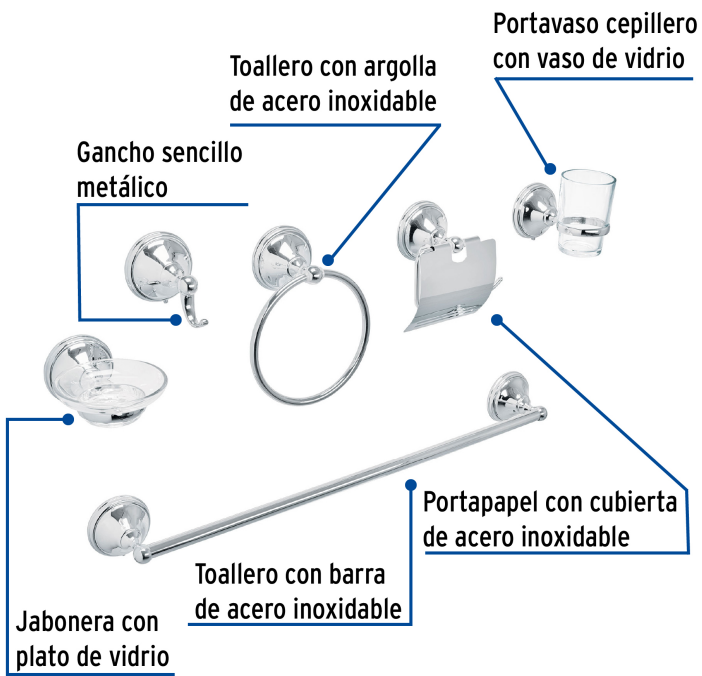 Portavaso cepillero
con vaso de vidrio
Toallero con argolla
de acero inoxidable
Gancho sencillo
metálico
Portapapel con cubierta
de acero inoxidable
Toallero con barra
de acero inoxidable
Jabonera con
plato de vidrio